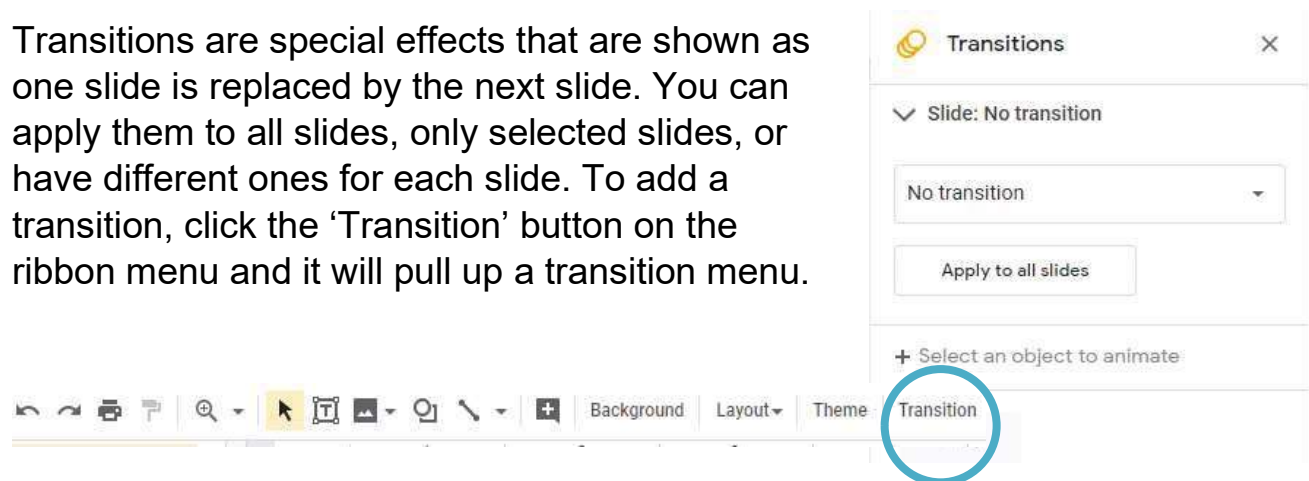 Transitions are special effects that are shown as
one slide is replaced by the next slide. You can
apply them to all slides, only selected slides, or
have different ones for each slide. To add a
transition, click the ‘Transition’ button on the
ribbon menu and it will pull up a transition menu.
Transitions
Slide: No transition
No transition
Apply to all slides
+ Select an object to animate
Background Layout Theme Transition